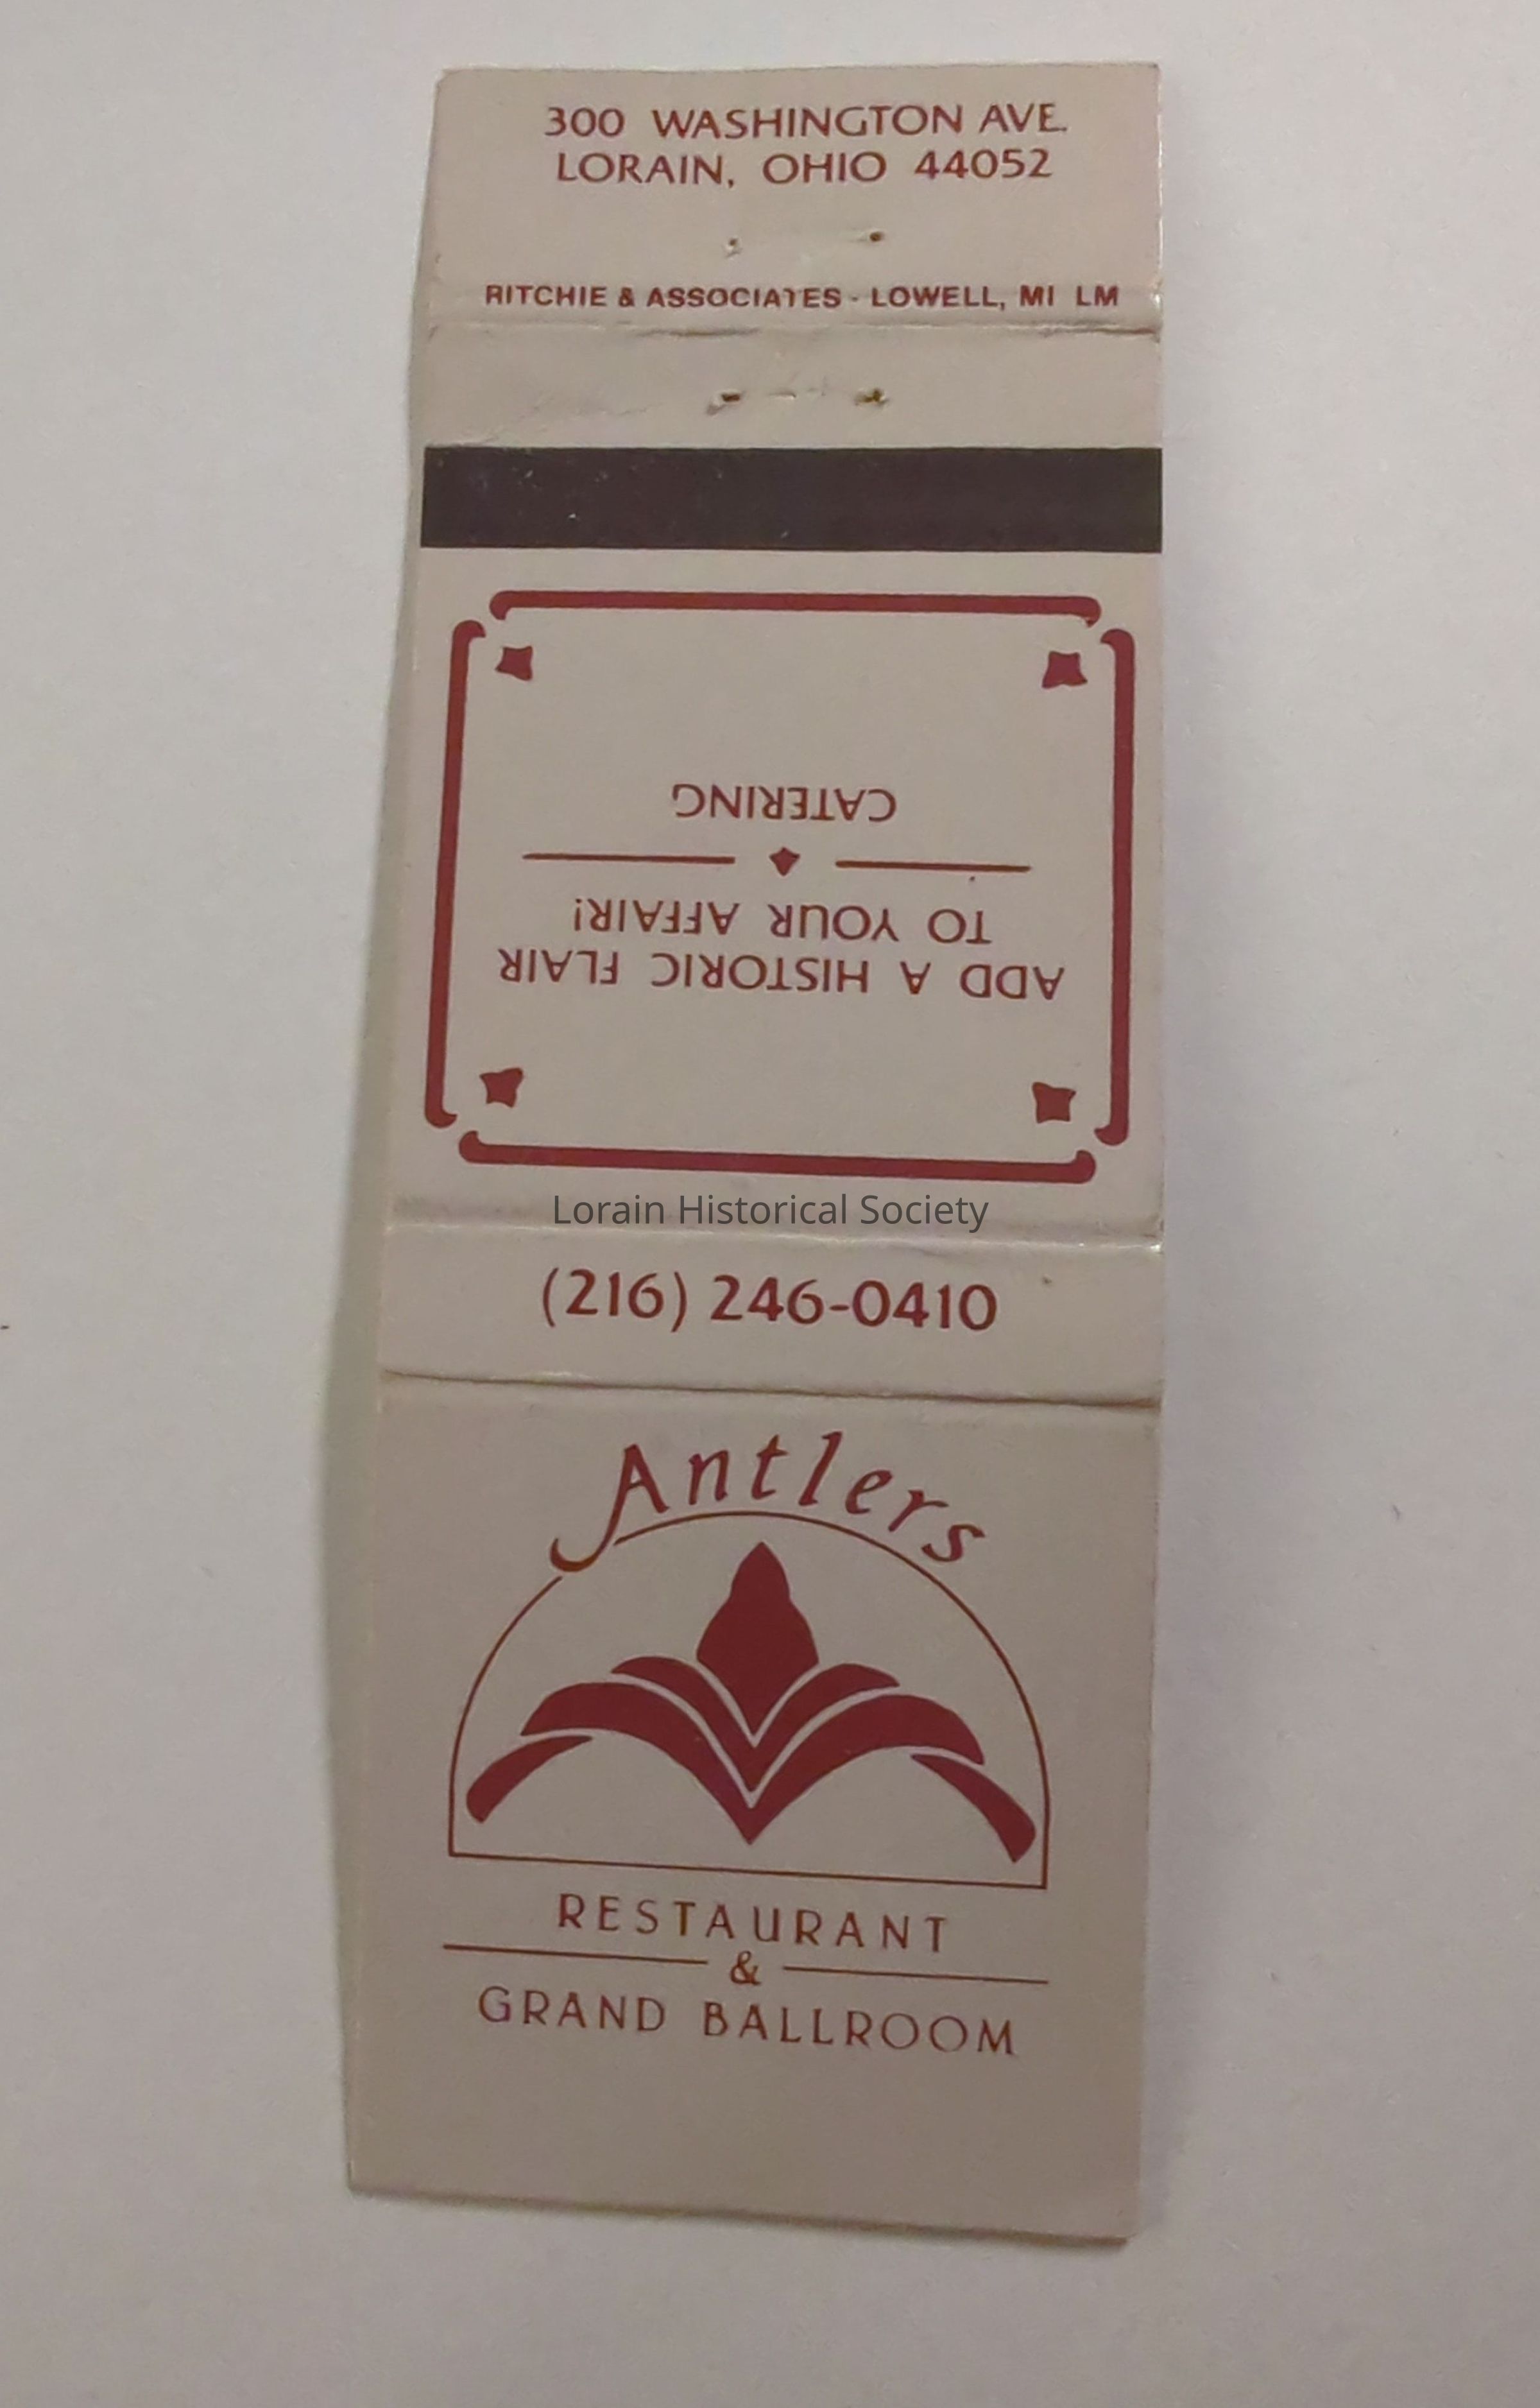 300 WASHINGTON AVE.
LORAIN, OHIO 44052
RITCHIE & ASSOCIATES - LOWELL, MI LM
ADD A HISTORIC FLAIR
TO YOUR AFFAIR!
CATERING
Lorain Historical Society
(216) 246-0410
Antlers
RESTAURANT
&
GRAND BALLROOM